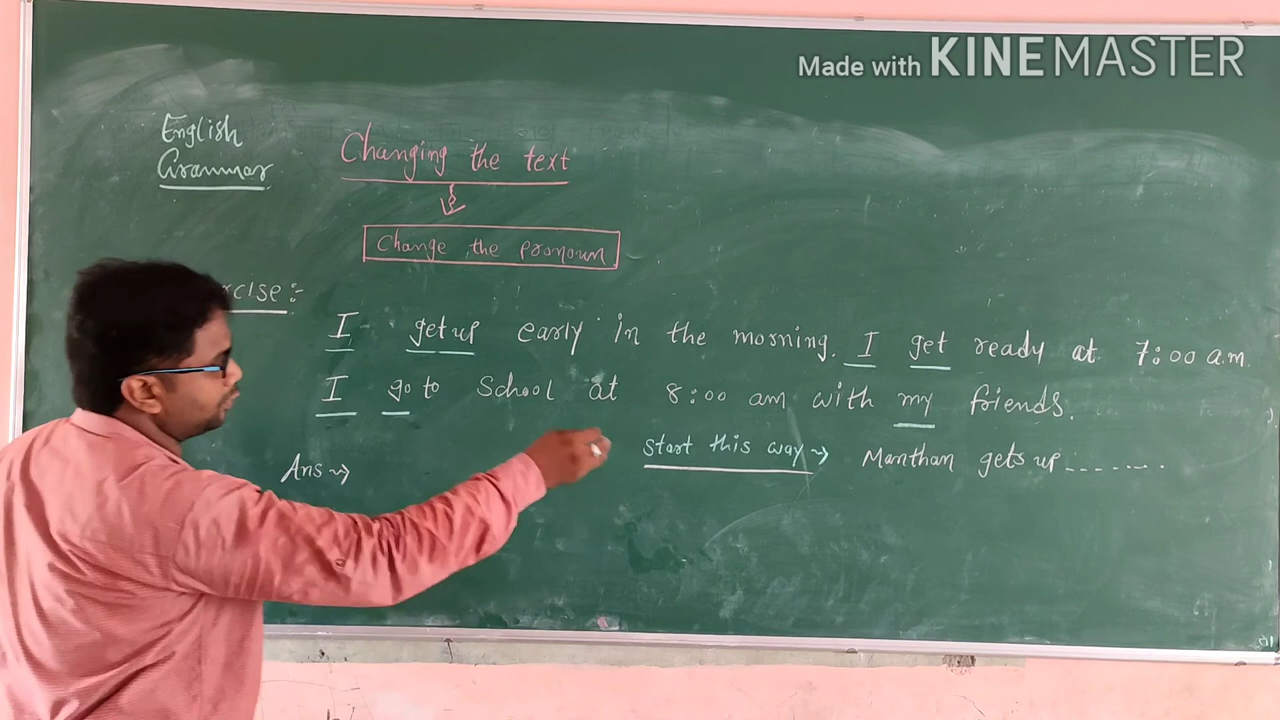 Made with KINEMASTER
English
Grammar
Changing the text
Change the pronoun
rcise:-
I get up early in the morning. I get ready at 7:00 a.m.
I go to School at 8:00 am with my friends.
Start this way → Manthan gets up.......
Ans →